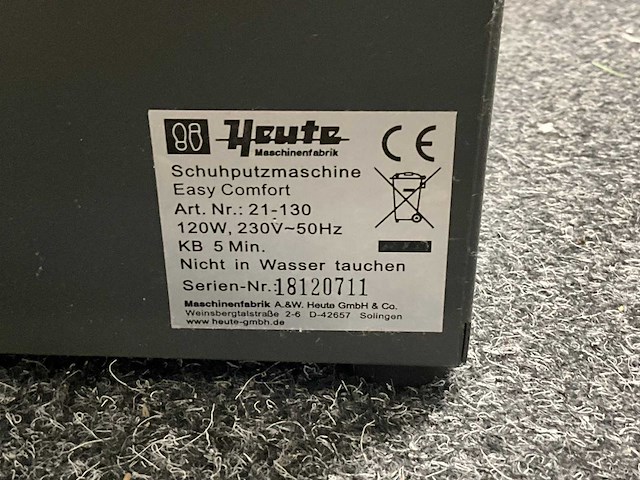 Heute
Maschinenfabrik
CE
Schuhputzmaschine
Easy Comfort
Art. Nr.: 21-130
120W, 230V~50Hz
KB 5 Min.
Nicht in Wasser tauchen
Serien-Nr.: 18120711
Maschinenfabrik A.&W. Heute GmbH & Co.
Weinsbergtalstraße 2-6 D-42657 Solingen
www.heute-gmbh.de